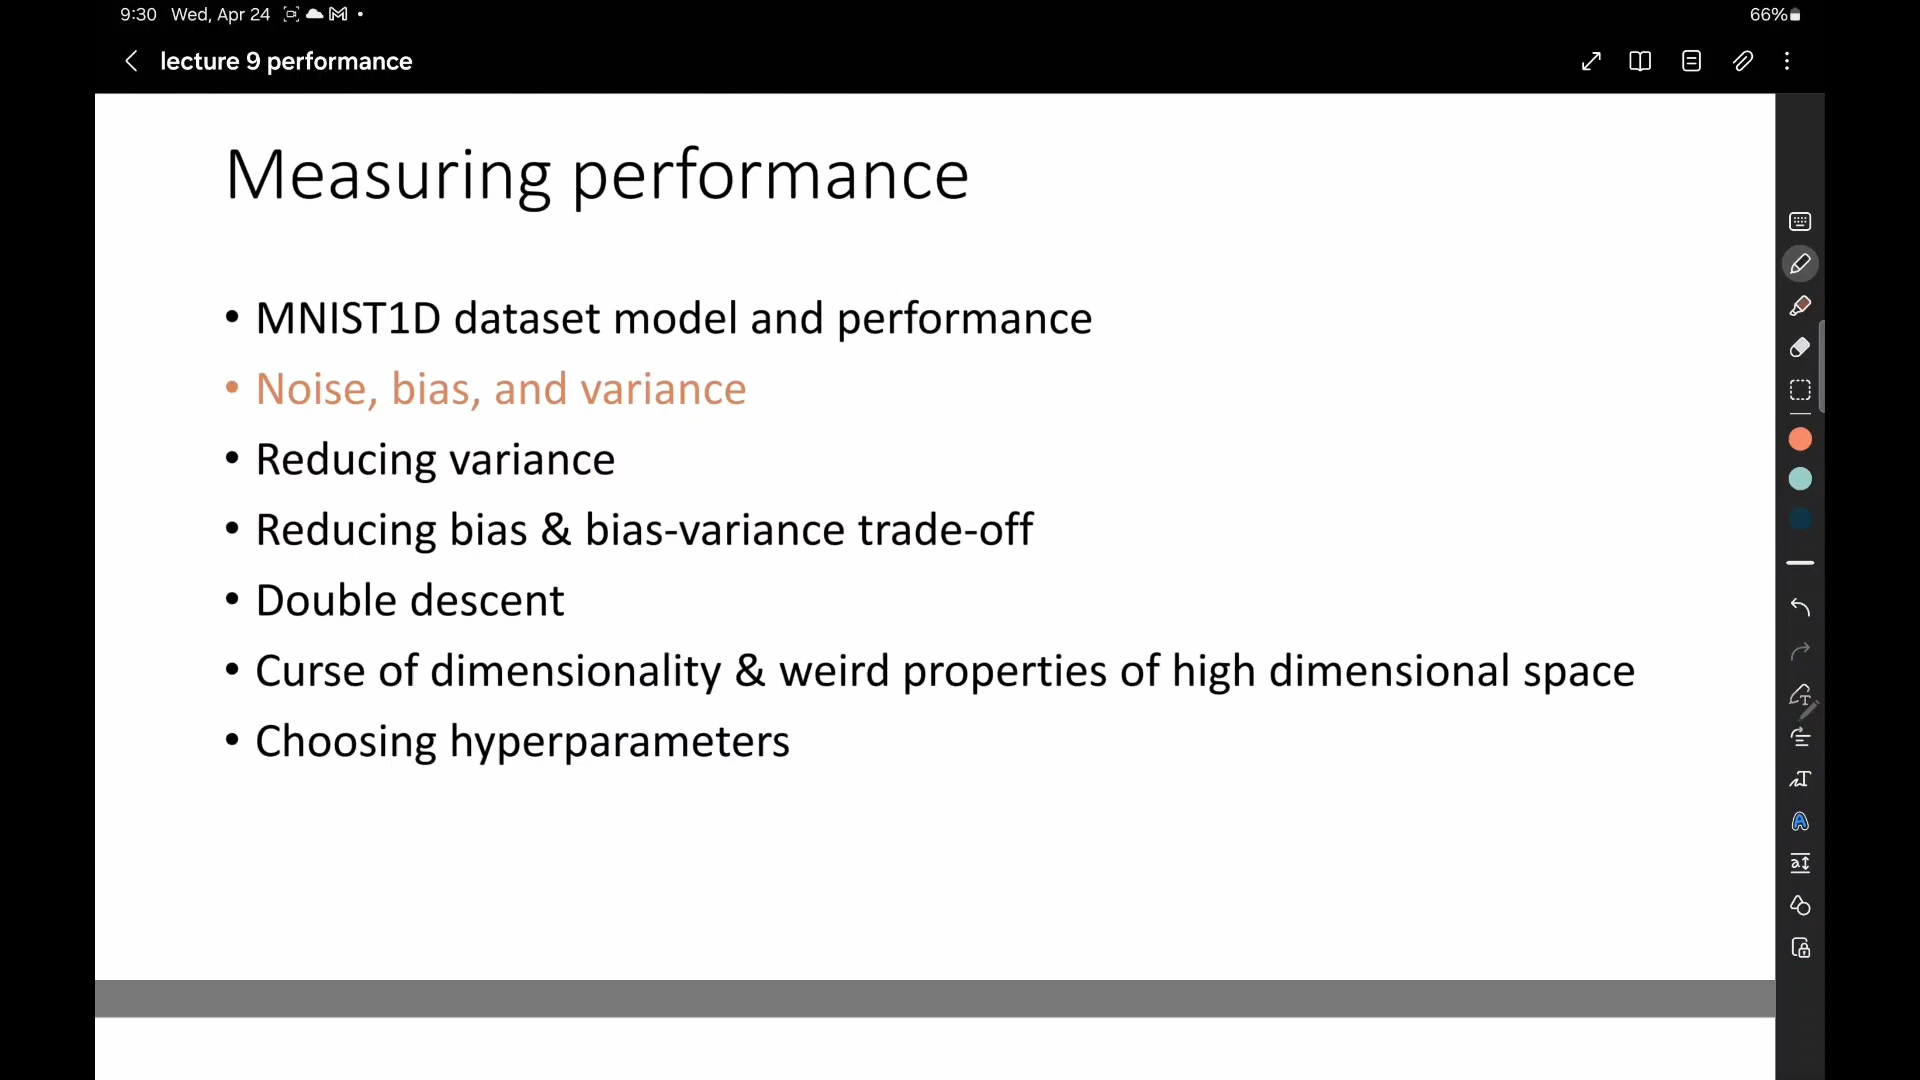 9:30 Wed, Apr 24
66%
lecture 9 performance
Measuring performance
• MNIST1D dataset model and performance
• Noise, bias, and variance
• Reducing variance
• Reducing bias & bias-variance trade-off
• Double descent
• Curse of dimensionality & weird properties of high dimensional space
• Choosing hyperparameters